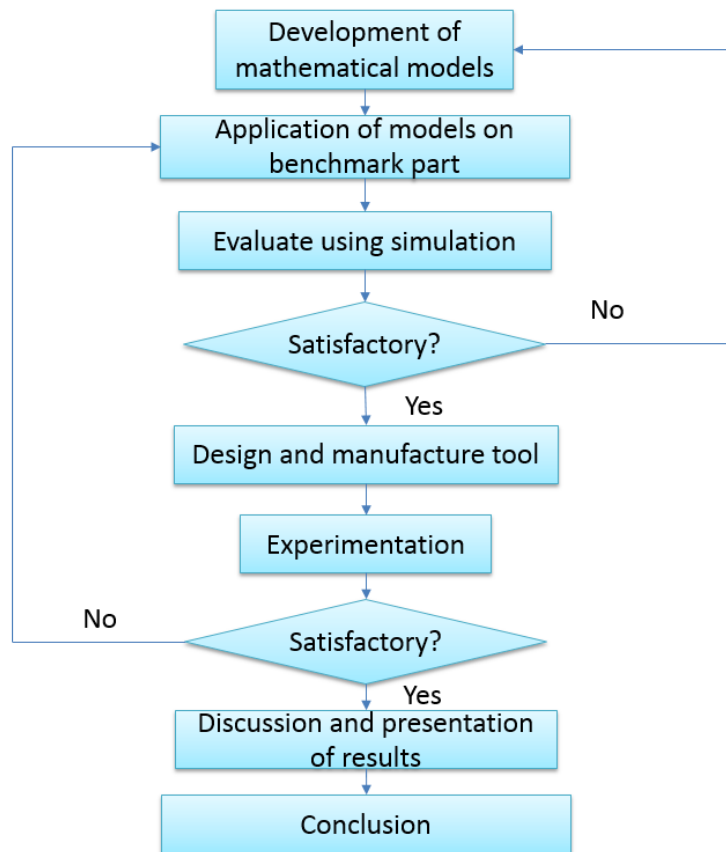 Development of
mathematical models
Application of models on
benchmark part
Evaluate using simulation
No
Satisfactory?
Yes
Design and manufacture tool
Experimentation
No
Satisfactory?
Yes
Discussion and presentation
of results
Conclusion